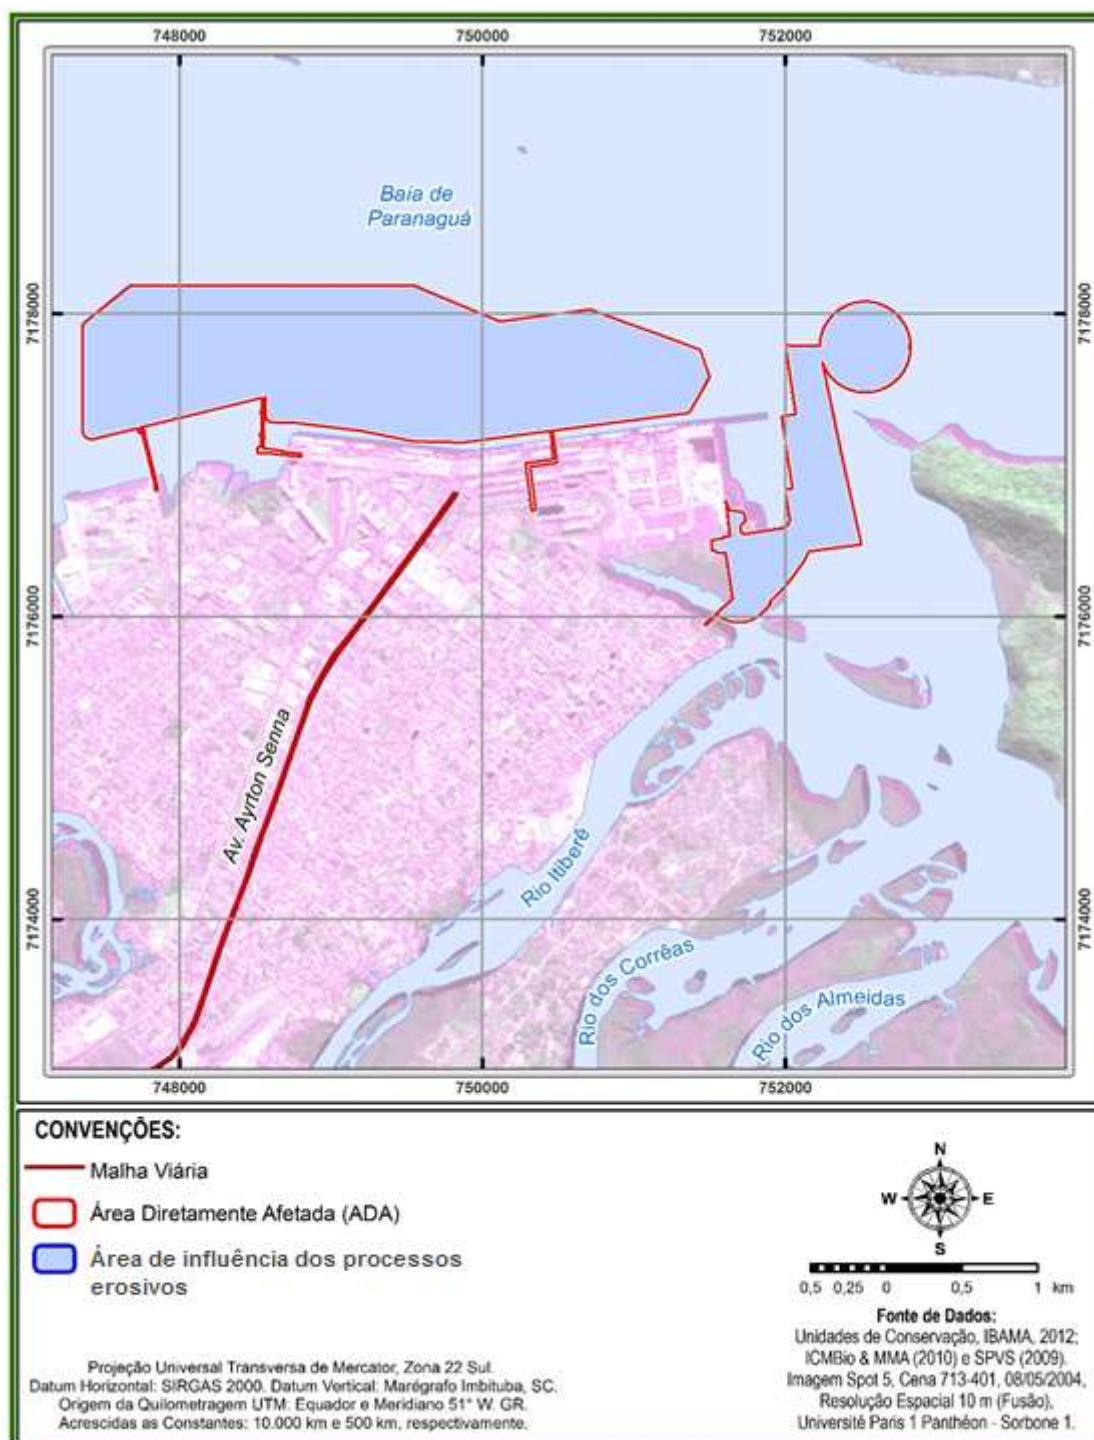 748000 750000 752000
Baía de
Paranaguá
7178000 7178000
7176000 7176000
Av. Ayrton Senna
Rio Itiberê
7174000 7174000
Rio dos Corrêas
Rio dos Almeidas
748000 750000 752000
CONVENÇÕES:
Malha Viária
Área Diretamente Afetada (ADA)
Área de influência dos processos
erosivos
N
W E
S
0,5 0,25 0 0,5 1 km
Fonte de Dados:
Unidades de Conservação, IBAMA, 2012;
ICMBio & MMA (2010) e SPVS (2009).
Imagem Spot 5, Cena 713-401, 08/05/2004,
Resolução Espacial 10 m (Fusão),
Université Paris 1 Panthéon - Sorbone 1.
Projeção Universal Transversa de Mercator, Zona 22 Sul.
Datum Horizontal: SIRGAS 2000. Datum Vertical: Marégrafo Imbituba, SC.
Origem da Quilometragem UTM: Equador e Meridiano 51° W. GR.
Acrescidas as Constantes: 10.000 km e 500 km, respectivamente.